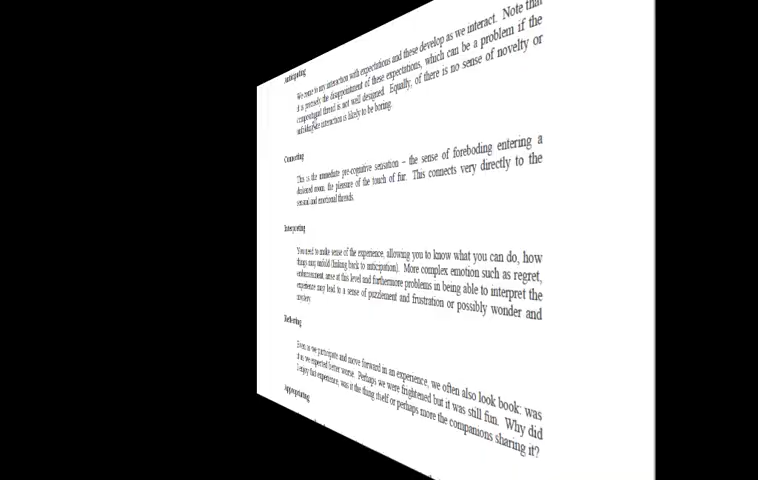 Anticipating
We come to any interaction with expectations and these develop as we interact. Note that
it is precisely the disappointment of these expectations, which can be a problem if the
compositional thread is not well designed. Equally, of there is no sense of novelty or
unfolding the interaction is likely to be boring.
Connecting
This is the immediate pre-cognitive sensation – the sense of foreboding entering a
darkened room, the pleasure of the touch of fur. This connects very directly to the
sensual and emotional threads.
Interpreting
You need to make sense of the experience, allowing you to know what you can do, how
things may unfold (linking back to anticipation). More complex emotion such as regret,
embarrassment, arise at this level and furthermore problems in being able to interpret the
experience may lead to a sense of puzzlement and frustration or possibly wonder and
mystery.
Reflecting
Even as we participate and move forward in an experience, we often also look book: was
it as we expected better worse. Perhaps we were frightened but it was still fun. Why did
I enjoy that experience, was it the thing itself or perhaps more the companions sharing it?
Appropriating